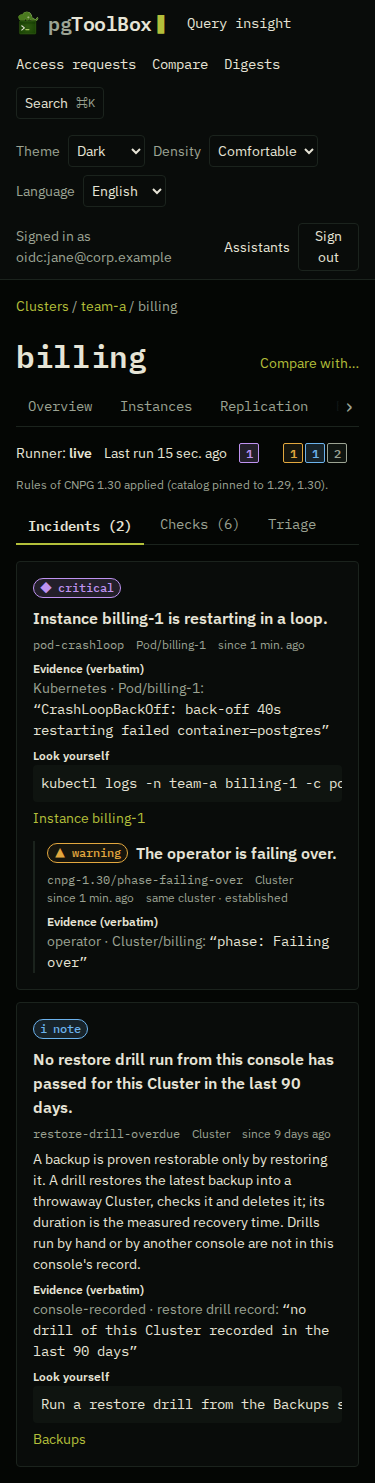 pgToolBox Query insight
Access requests Compare Digests
Search ⌘K
Theme Dark Density Comfortable
Language English
Signed in as
oidc:jane@corp.example
Assistants
Sign
out
Clusters / team-a / billing
billing
Compare with…
Overview Instances Replication ›
Runner: live Last run 15 sec. ago 1 1 1 2
Rules of CNPG 1.30 applied (catalog pinned to 1.29, 1.30).
Incidents (2) Checks (6) Triage
◆ critical
Instance billing-1 is restarting in a loop.
pod-crashloop Pod/billing-1 since 1 min. ago
Evidence (verbatim)
Kubernetes · Pod/billing-1:
“CrashLoopBackOff: back-off 40s
restarting failed container=postgres”
Look yourself
kubectl logs -n team-a billing-1 -c po
Instance billing-1
▲ warning The operator is failing over.
cnpg-1.30/phase-failing-over Cluster
since 1 min. ago same cluster · established
Evidence (verbatim)
operator · Cluster/billing: “phase: Failing
over”
i note
No restore drill run from this console has
passed for this Cluster in the last 90
days.
restore-drill-overdue Cluster since 9 days ago
A backup is proven restorable only by restoring
it. A drill restores the latest backup into a
throwaway Cluster, checks it and deletes it; its
duration is the measured recovery time. Drills
run by hand or by another console are not in this
console's record.
Evidence (verbatim)
console-recorded · restore drill record: “no
drill of this Cluster recorded in the
last 90 days”
Look yourself
Run a restore drill from the Backups s
Backups